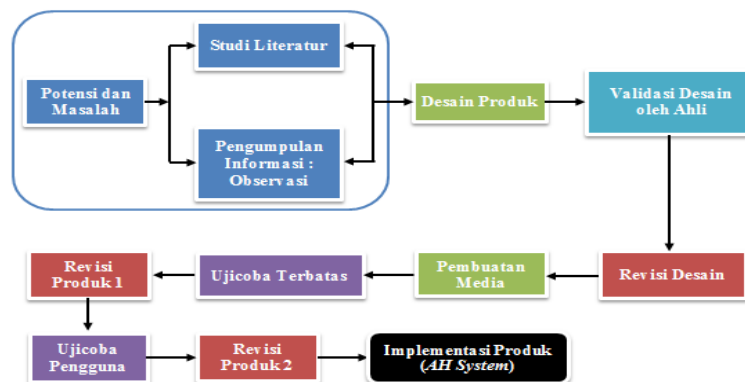 Studi Literatur
Potensi dan
Masalah
Pengumpulan
Informasi :
Observasi
Desain Produk
Validasi Desain
oleh Ahli
Revisi Desain
Pembuatan
Media
Ujicoba Terbatas
Revisi
Produk 1
Ujicoba
Pengguna
Revisi
Produk 2
Implementasi Produk
(AH System)